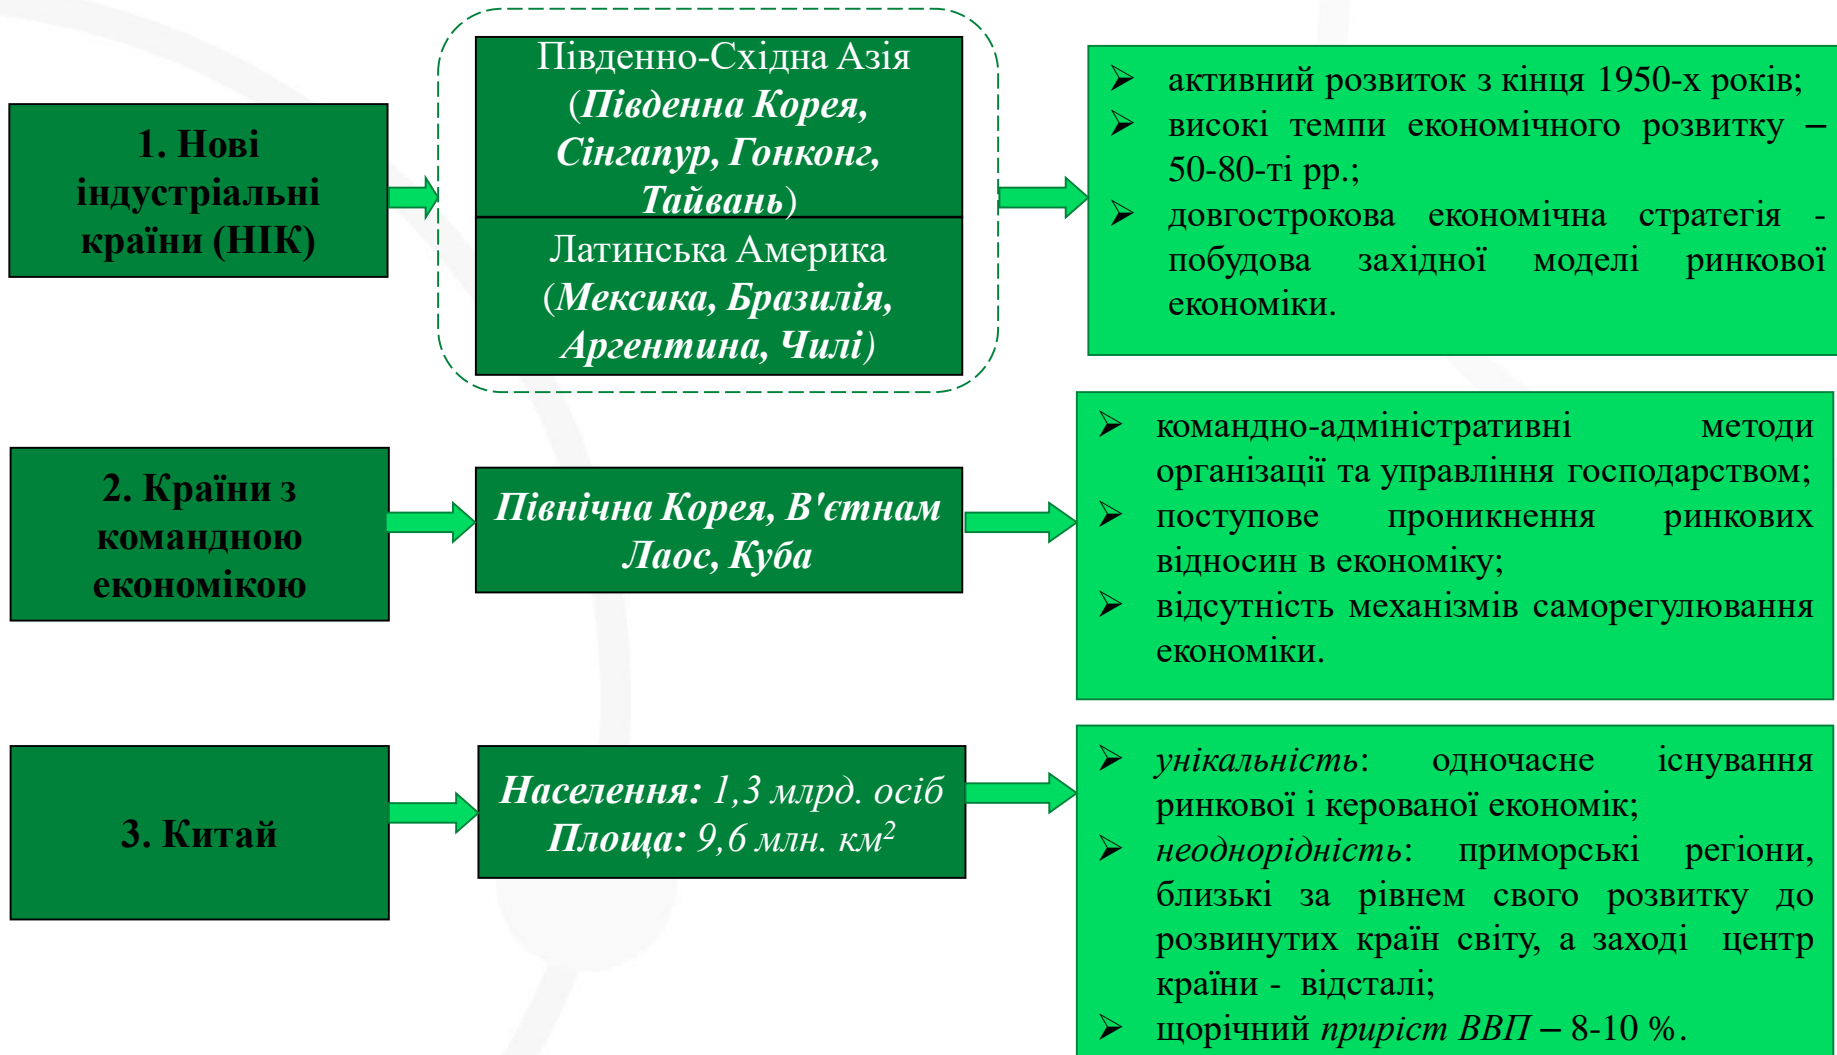 1. Нові
індустріальні
країни (НІК)
Південно-Східна Азія
(Південна Корея,
Сінгапур, Гонконг,
Тайвань)
Латинська Америка
(Мексика, Бразилія,
Аргентина, Чилі)
➢ активний розвиток з кінця 1950-х років;
➢ високі темпи економічного розвитку –
50-80-ті рр.;
➢ довгострокова економічна стратегія -
побудова західної моделі ринкової
економіки.
2. Країни з
командною
економікою
Північна Корея, В'єтнам
Лаос, Куба
➢ командно-адміністративні методи
організації та управління господарством;
➢ поступове проникнення ринкових
відносин в економіку;
➢ відсутність механізмів саморегулювання
економіки.
3. Китай
Населення: 1,3 млрд. осіб
Площа: 9,6 млн. км²
➢ унікальність: одночасне існування
ринкової і керованої економік;
➢ неоднорідність: приморські регіони,
близькі за рівнем свого розвитку до
розвинутих країн світу, а заході центр
країни - відсталі;
➢ щорічний приріст ВВП – 8-10 %.